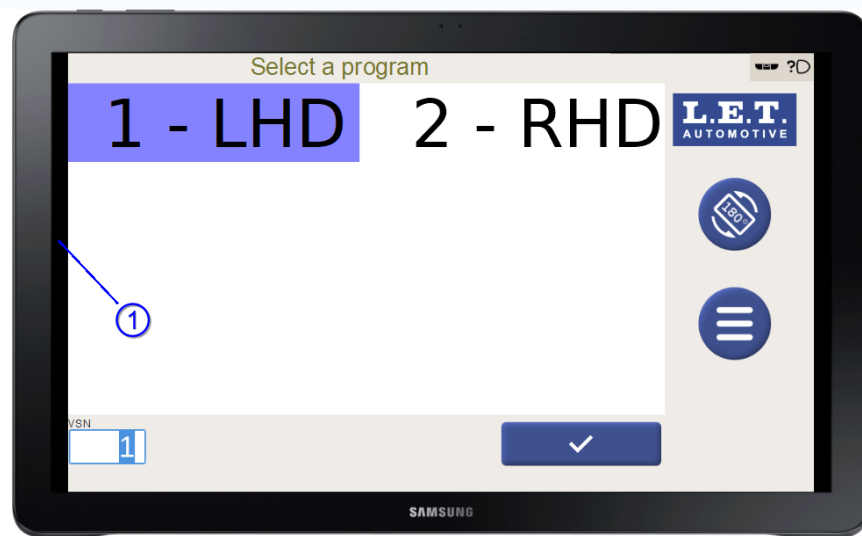 Select a program
?
1 - LHD 2 - RHD
L.E.T.
AUTOMOTIVE
180°
1
VSN
1
SAMSUNG